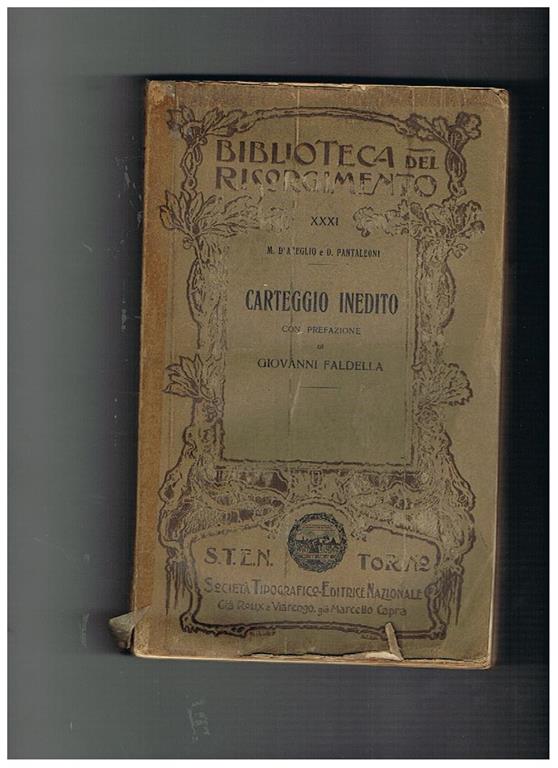 BIBLIOTECA DEL
RISORGIMENTO
XXXI
M. D'AZEGLIO e D. PANTALEONI
CARTEGGIO INEDITO
CON PREFAZIONE
DI
GIOVANNI FALDELLA
S.T.E.N. TORINO
SOCIETÀ TIPOGRAFICO-EDITRICE NAZIONALE
Già Roux e Viarengo, già Marcello Capra